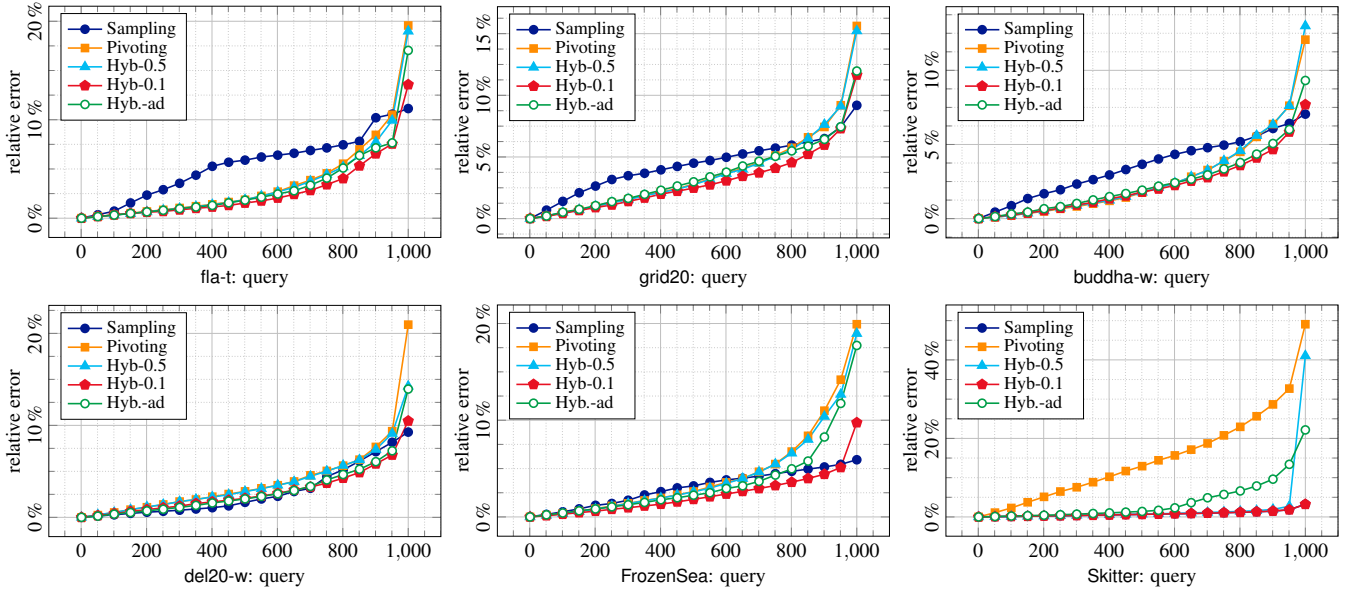 relative error
20%
10%
0%
Sampling
Pivoting
Hyb-0.5
Hyb-0.1
Hyb.-ad
0 200 400 600 800 1,000
fla-t: query
relative error
15%
10%
5%
0%
Sampling
Pivoting
Hyb-0.5
Hyb-0.1
Hyb.-ad
0 200 400 600 800 1,000
grid20: query
relative error
10%
5%
0%
Sampling
Pivoting
Hyb-0.5
Hyb-0.1
Hyb.-ad
0 200 400 600 800 1,000
buddha-w: query
relative error
20%
10%
0%
Sampling
Pivoting
Hyb-0.5
Hyb-0.1
Hyb.-ad
0 200 400 600 800 1,000
del20-w: query
relative error
20%
10%
0%
Sampling
Pivoting
Hyb-0.5
Hyb-0.1
Hyb.-ad
0 200 400 600 800 1,000
FrozenSea: query
relative error
40%
20%
0%
Sampling
Pivoting
Hyb-0.5
Hyb-0.1
Hyb.-ad
0 200 400 600 800 1,000
Skitter: query